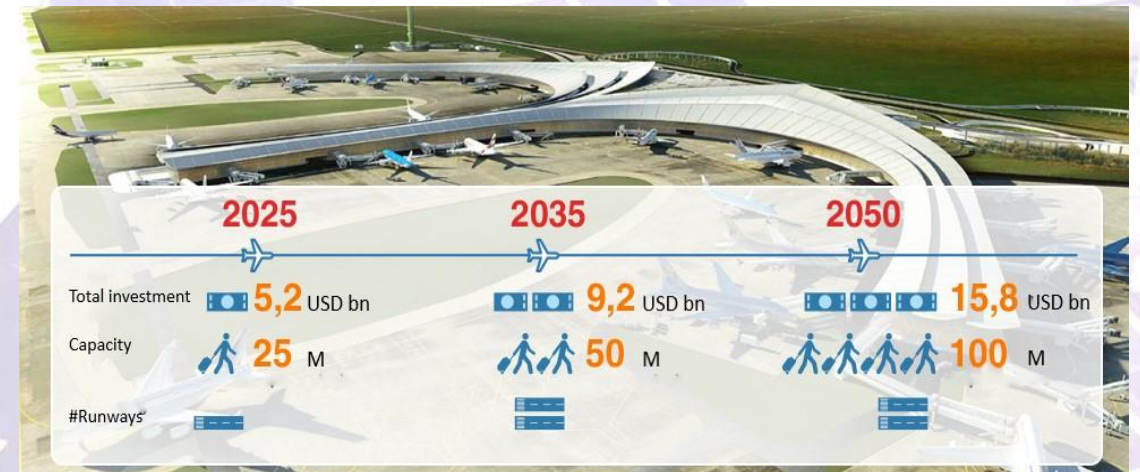 2025 2035 2050
Total investment 5,2 USD bn 9,2 USD bn 15,8 USD bn
Capacity 25 M 50 M 100 M
#Runways